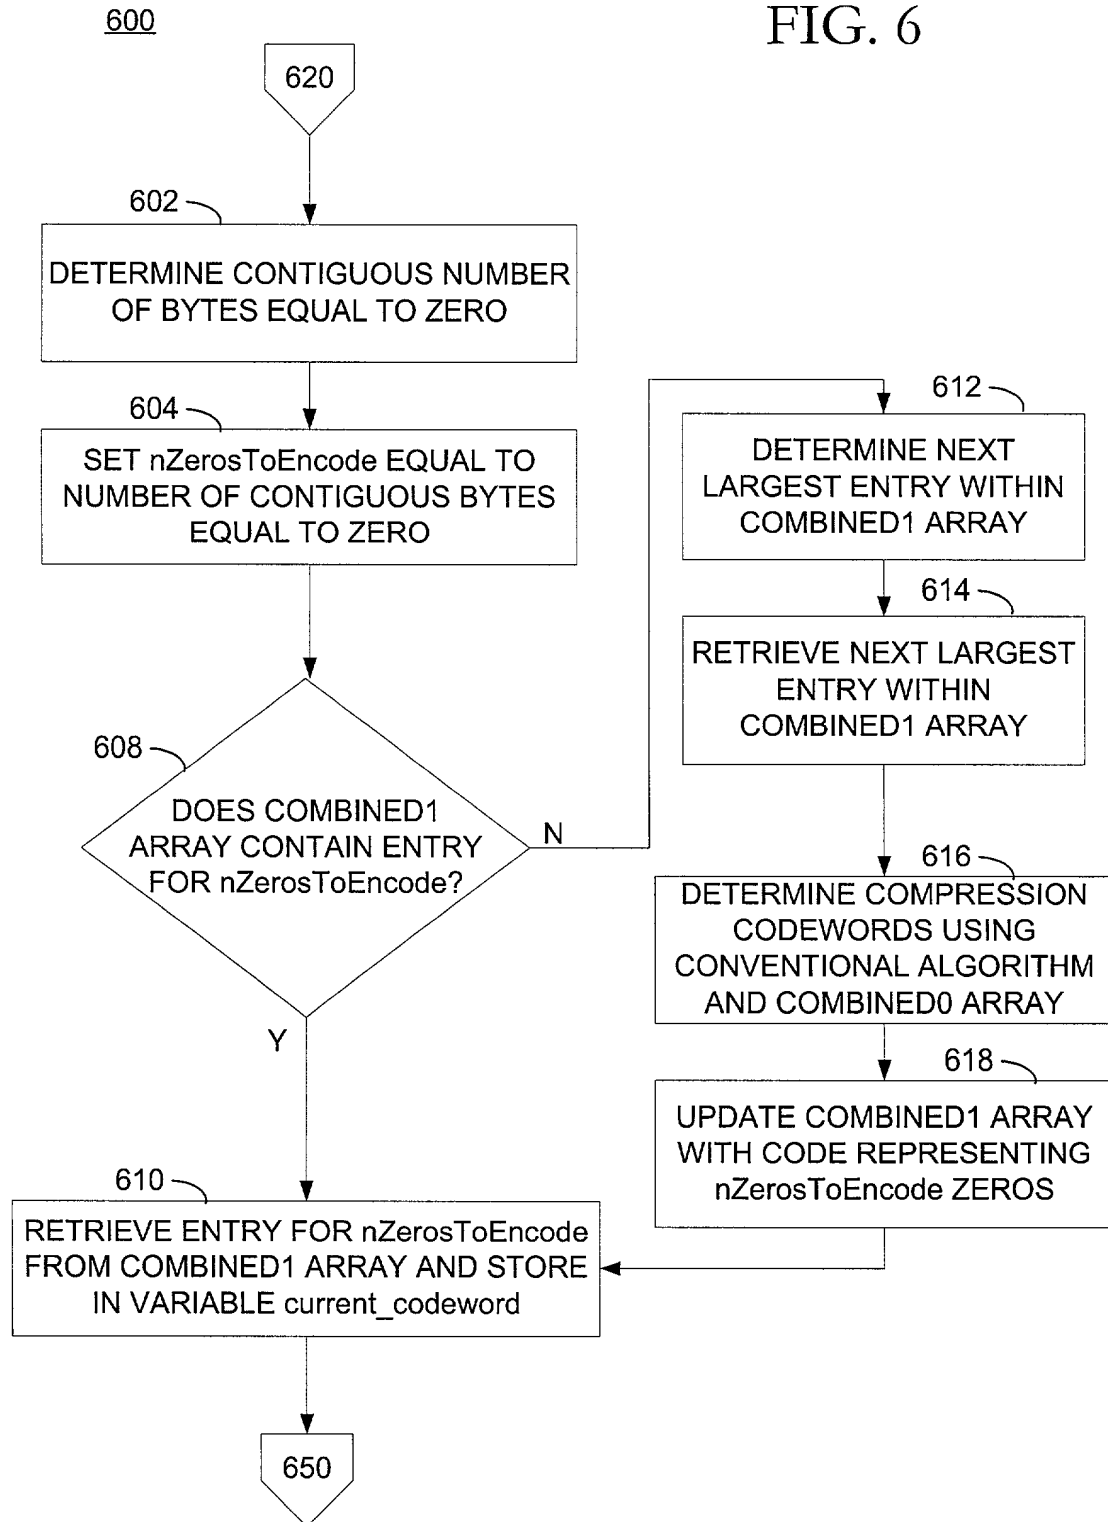 600
FIG. 6
620
602
DETERMINE CONTIGUOUS NUMBER
OF BYTES EQUAL TO ZERO
604
SET nZerosToEncode EQUAL TO
NUMBER OF CONTIGUOUS BYTES
EQUAL TO ZERO
608
DOES COMBINED1
ARRAY CONTAIN ENTRY
FOR nZerosToEncode?
N
Y
612
DETERMINE NEXT
LARGEST ENTRY WITHIN
COMBINED1 ARRAY
614
RETRIEVE NEXT LARGEST
ENTRY WITHIN
COMBINED1 ARRAY
616
DETERMINE COMPRESSION
CODEWORDS USING
CONVENTIONAL ALGORITHM
AND COMBINED0 ARRAY
618
UPDATE COMBINED1 ARRAY
WITH CODE REPRESENTING
nZerosToEncode ZEROS
610
RETRIEVE ENTRY FOR nZerosToEncode
FROM COMBINED1 ARRAY AND STORE
IN VARIABLE current_codeword
650